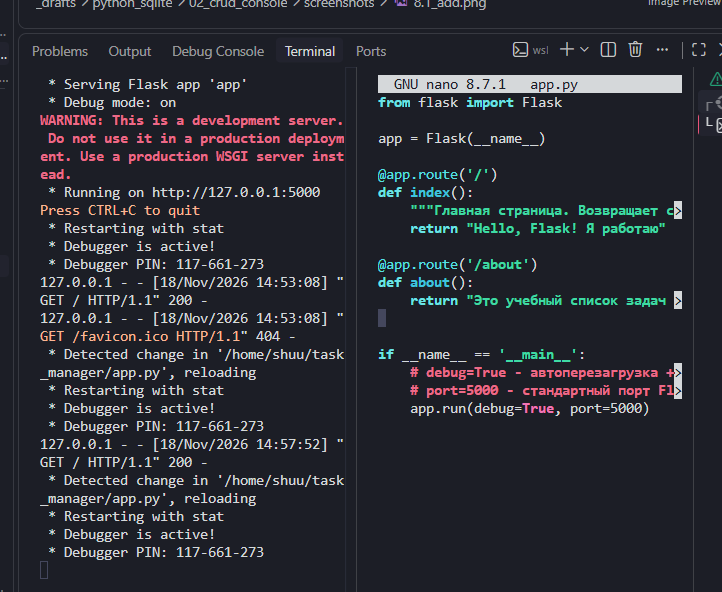 _drafts > python_sqlite > 02_crud_console > screenshots > 8.1_add.png
Image Preview
Problems Output Debug Console Terminal Ports
wsl
* Serving Flask app 'app'
* Debug mode: on
WARNING: This is a development server.
Do not use it in a production deploym
ent. Use a production WSGI server inst
ead.
* Running on http://127.0.0.1:5000
Press CTRL+C to quit
* Restarting with stat
* Debugger is active!
* Debugger PIN: 117-661-273
127.0.0.1 - - [18/Nov/2026 14:53:08] "
GET / HTTP/1.1" 200 -
127.0.0.1 - - [18/Nov/2026 14:53:08] "
GET /favicon.ico HTTP/1.1" 404 -
* Detected change in '/home/shuu/task
_manager/app.py', reloading
* Restarting with stat
* Debugger is active!
* Debugger PIN: 117-661-273
127.0.0.1 - - [18/Nov/2026 14:57:52] "
GET / HTTP/1.1" 200 -
* Detected change in '/home/shuu/task
_manager/app.py', reloading
* Restarting with stat
* Debugger is active!
* Debugger PIN: 117-661-273
GNU nano 8.7.1 app.py
from flask import Flask
app = Flask(__name__)
@app.route('/')
def index():
"""Главная страница. Возвращает с>
return "Hello, Flask! Я работаю"
@app.route('/about')
def about():
return "Это учебный список задач >
if __name__ == '__main__':
# debug=True - автоперезагрузка +>
# port=5000 - стандартный порт Fl>
app.run(debug=True, port=5000)